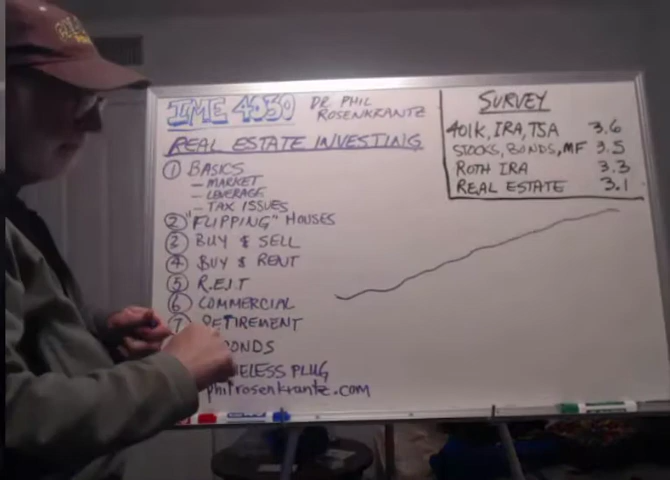 IME 4030 DR PHIL
ROSENKRANTZ
REAL ESTATE INVESTING
① BASICS
— MARKET
— LEVERAGE
— TAX ISSUES
② "FLIPPING" HOUSES
③ BUY & SELL
④ BUY & RENT
⑤ R.E.I.T
⑥ COMMERCIAL
⑦ RETIREMENT
PLUG
philrosenkrantz.com
SURVEY
401K, IRA, TSA 3.6
STOCKS, BONDS, MF 3.5
ROTH IRA 3.3
REAL ESTATE 3.1